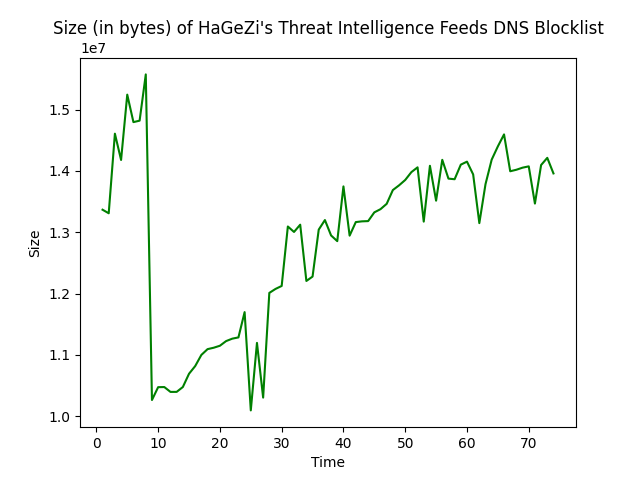 Size (in bytes) of HaGeZi's Threat Intelligence Feeds DNS Blocklist
1e7
1.5
1.4
1.3
1.2
1.1
1.0
Size
0 10 20 30 40 50 60 70
Time